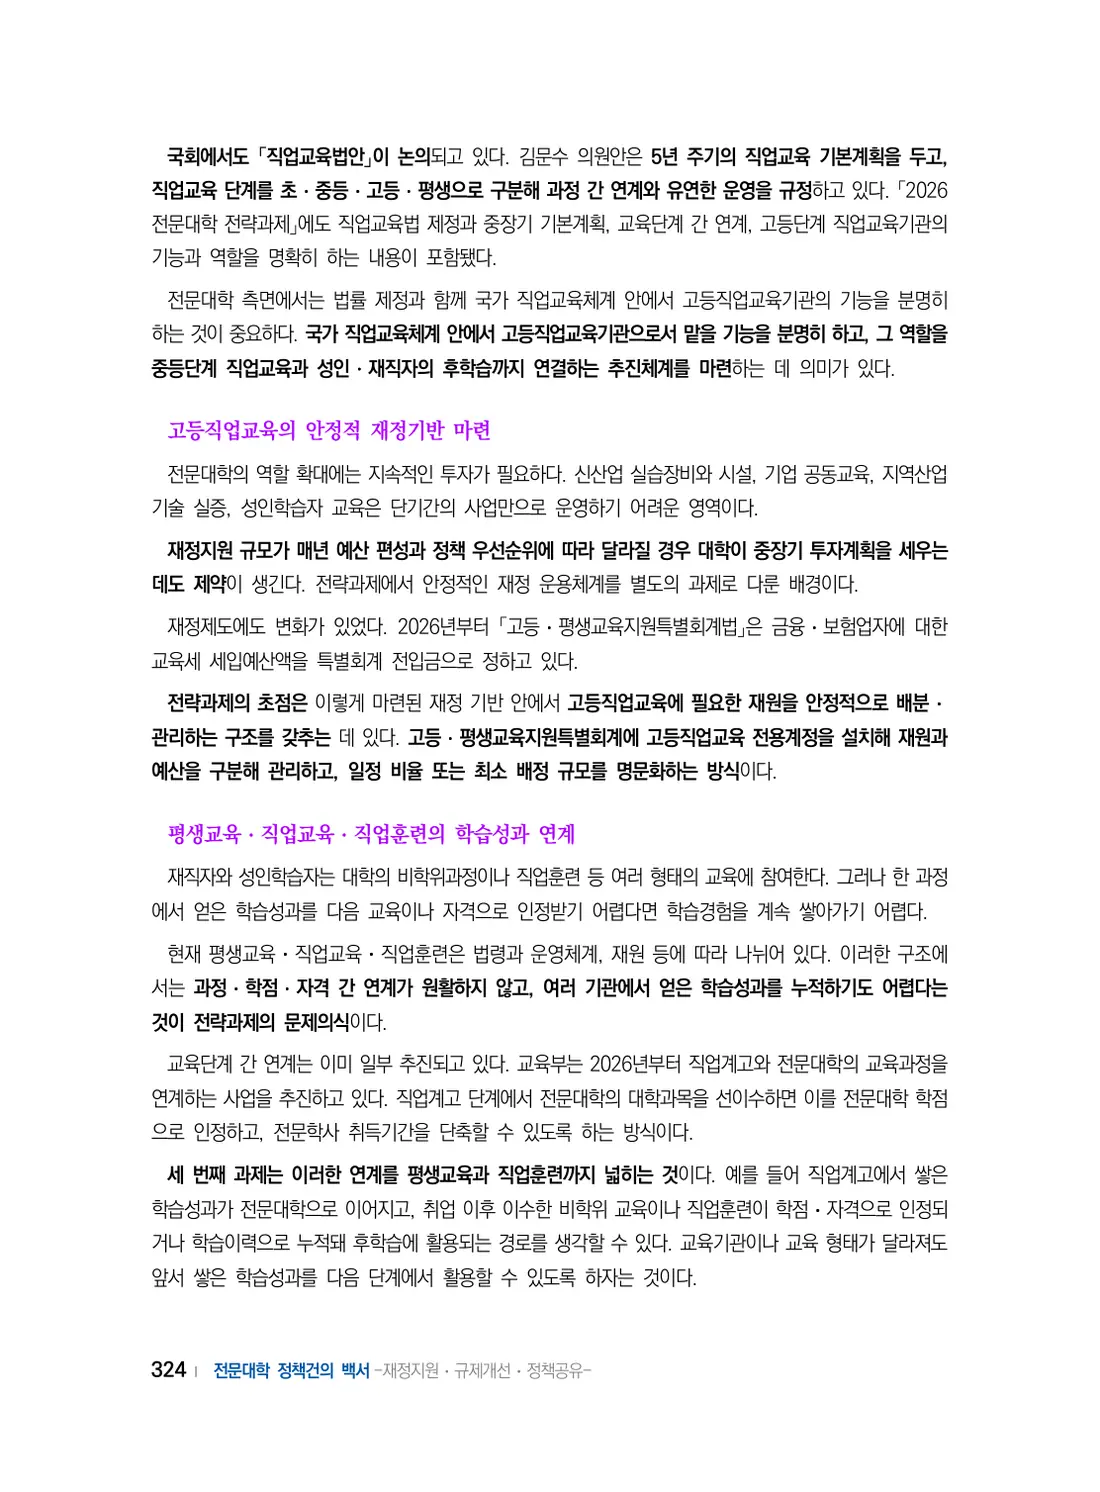 국회에서도 「직업교육법안」이 논의되고 있다. 김문수 의원안은 5년 주기의 직업교육 기본계획을 두고,
직업교육 단계를 초·중등·고등·평생으로 구분해 과정 간 연계와 유연한 운영을 규정하고 있다. 「2026
전문대학 전략과제」에도 직업교육법 제정과 중장기 기본계획, 교육단계 간 연계, 고등단계 직업교육기관의
기능과 역할을 명확히 하는 내용이 포함됐다.
전문대학 측면에서는 법률 제정과 함께 국가 직업교육체계 안에서 고등직업교육기관의 기능을 분명히
하는 것이 중요하다. 국가 직업교육체계 안에서 고등직업교육기관으로서 맡을 기능을 분명히 하고, 그 역할을
중등단계 직업교육과 성인·재직자의 후학습까지 연결하는 추진체계를 마련하는 데 의미가 있다.
고등직업교육의 안정적 재정기반 마련
전문대학의 역할 확대에는 지속적인 투자가 필요하다. 신산업 실습장비와 시설, 기업 공동교육, 지역산업
기술 실증, 성인학습자 교육은 단기간의 사업만으로 운영하기 어려운 영역이다.
재정지원 규모가 매년 예산 편성과 정책 우선순위에 따라 달라질 경우 대학이 중장기 투자계획을 세우는
데도 제약이 생긴다. 전략과제에서 안정적인 재정 운용체계를 별도의 과제로 다룬 배경이다.
재정제도에도 변화가 있었다. 2026년부터 「고등·평생교육지원특별회계법」은 금융·보험업자에 대한
교육세 세입예산액을 특별회계 전입금으로 정하고 있다.
전략과제의 초점은 이렇게 마련된 재정 기반 안에서 고등직업교육에 필요한 재원을 안정적으로 배분·
관리하는 구조를 갖추는 데 있다. 고등·평생교육지원특별회계에 고등직업교육 전용계정을 설치해 재원과
예산을 구분해 관리하고, 일정 비율 또는 최소 배정 규모를 명문화하는 방식이다.
평생교육·직업교육·직업훈련의 학습성과 연계
재직자와 성인학습자는 대학의 비학위과정이나 직업훈련 등 여러 형태의 교육에 참여한다. 그러나 한 과정
에서 얻은 학습성과를 다음 교육이나 자격으로 인정받기 어렵다면 학습경험을 계속 쌓아가기 어렵다.
현재 평생교육·직업교육·직업훈련은 법령과 운영체계, 재원 등에 따라 나뉘어 있다. 이러한 구조에
서는 과정·학점·자격 간 연계가 원활하지 않고, 여러 기관에서 얻은 학습성과를 누적하기도 어렵다는
것이 전략과제의 문제의식이다.
교육단계 간 연계는 이미 일부 추진되고 있다. 교육부는 2026년부터 직업계고와 전문대학의 교육과정을
연계하는 사업을 추진하고 있다. 직업계고 단계에서 전문대학의 대학과목을 선이수하면 이를 전문대학 학점
으로 인정하고, 전문학사 취득기간을 단축할 수 있도록 하는 방식이다.
세 번째 과제는 이러한 연계를 평생교육과 직업훈련까지 넓히는 것이다. 예를 들어 직업계고에서 쌓은
학습성과가 전문대학으로 이어지고, 취업 이후 이수한 비학위 교육이나 직업훈련이 학점·자격으로 인정되
거나 학습이력으로 누적돼 후학습에 활용되는 경로를 생각할 수 있다. 교육기관이나 교육 형태가 달라져도
앞서 쌓은 학습성과를 다음 단계에서 활용할 수 있도록 하자는 것이다.
324 | 전문대학 정책건의 백서 -재정지원·규제개선·정책공유-